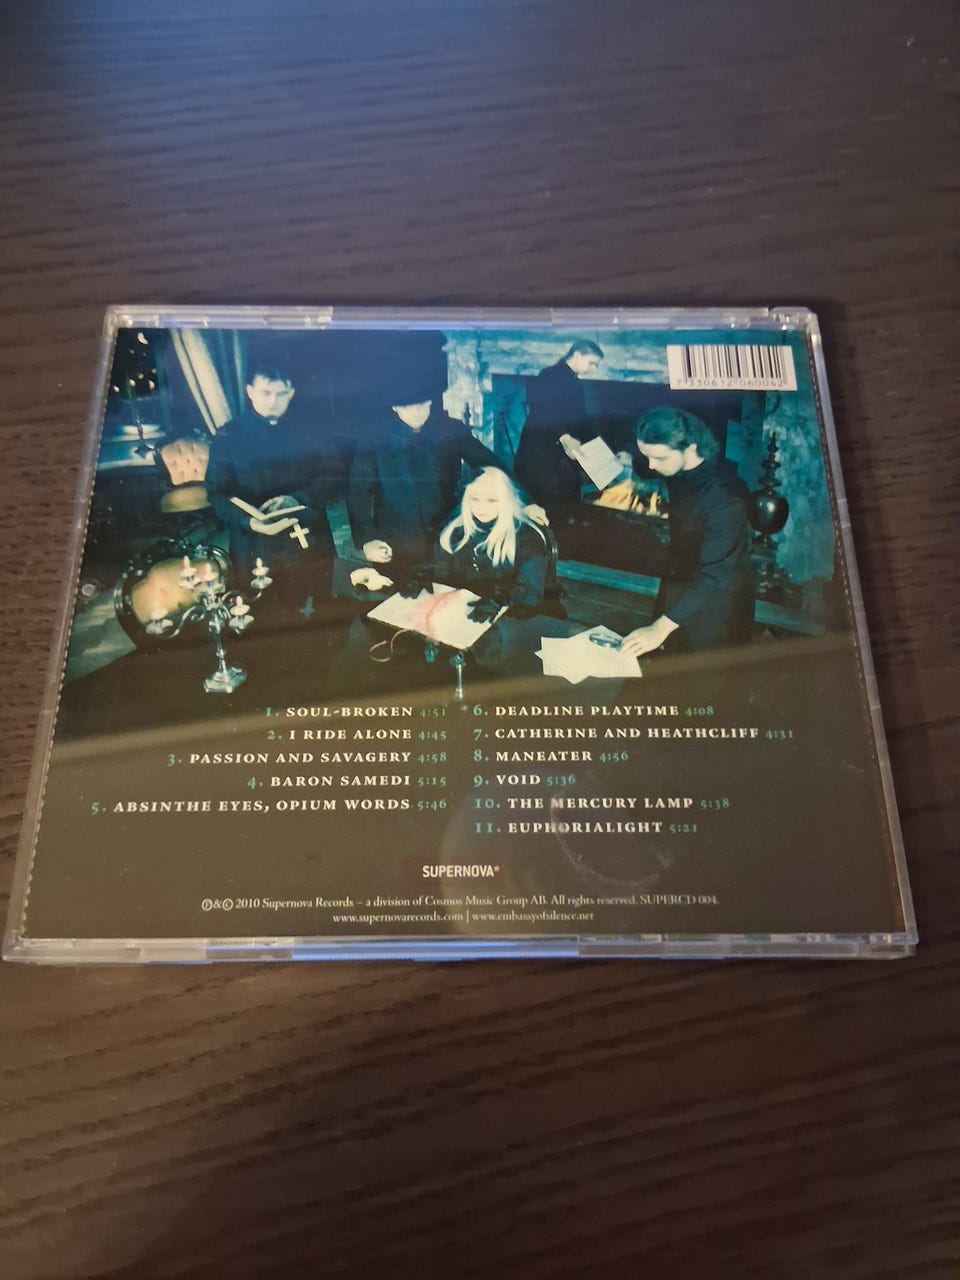 7 330612 060042
1. SOUL-BROKEN 4:51
2. I RIDE ALONE 4:45
3. PASSION AND SAVAGERY 4:58
4. BARON SAMEDI 5:15
5. ABSINTHE EYES, OPIUM WORDS 5:46
6. DEADLINE PLAYTIME 4:08
7. CATHERINE AND HEATHCLIFF 4:31
8. MANEATER 4:56
9. VOID 5:36
10. THE MERCURY LAMP 5:38
11. EUPHORIALIGHT 5:21
SUPERNOVA*
℗&© 2010 Supernova Records – a division of Cosmos Music Group AB. All rights reserved. SUPERCD 004.
www.supernovarecords.com | www.embassyofsilence.net